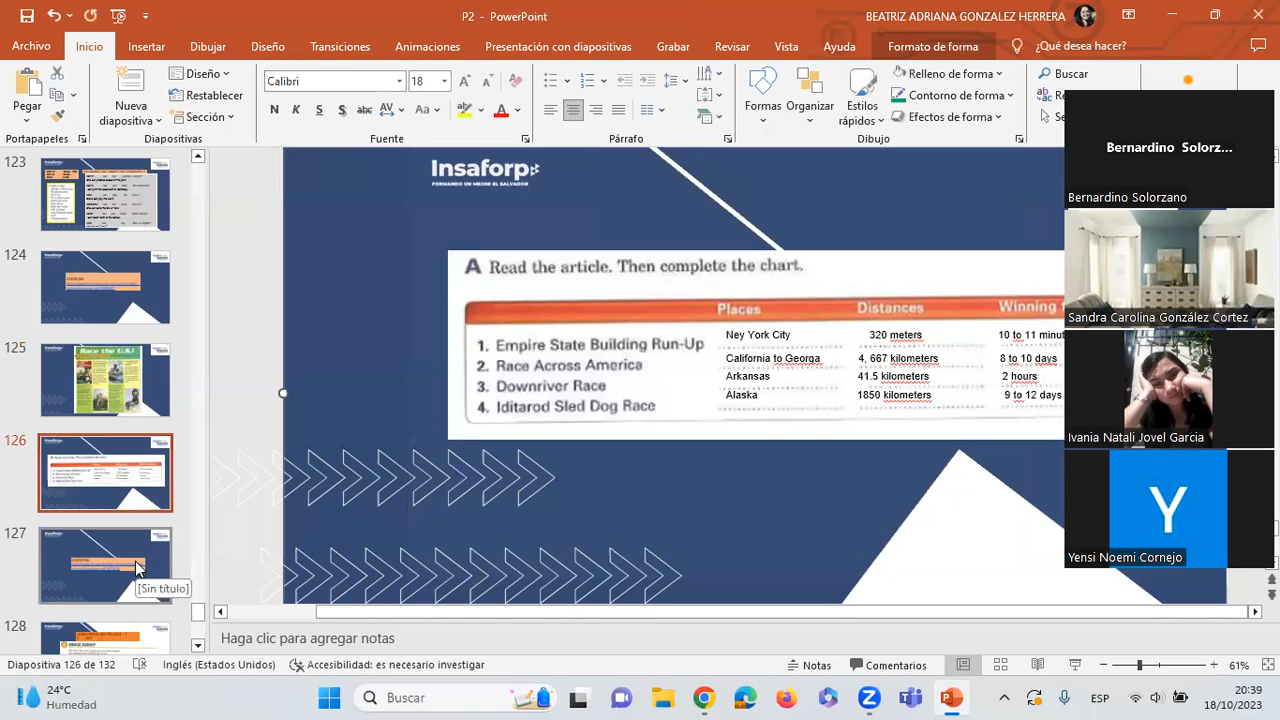 P2 - PowerPoint
BEATRIZ ADRIANA GONZALEZ HERRERA
Archivo Inicio Insertar Dibujar Diseño Transiciones Animaciones Presentación con diapositivas Grabar Revisar Vista Ayuda Formato de forma ¿Qué desea hacer?
Pegar
Nueva diapositiva
Diseño
Restablecer
Sección
Calibri 18
Formas Organizar Estilos rápidos
Relleno de forma
Contorno de forma
Efectos de forma
Buscar
Portapapeles Diapositivas Fuente Párrafo Dibujo
123
124
125
Race the U.S.!
126
127
[Sin título]
128
Insaforp
FORMANDO UN MEJOR EL SALVADOR
A Read the article. Then complete the chart.
Places Distances Winning
1. Empire State Building Run-Up Ney York City 320 meters 10 to 11 minut
2. Race Across America California to Georga 4, 667 kilometers 8 to 10 days
3. Downriver Race Arkansas 41.5 kilometers 2 hours
4. Iditarod Sled Dog Race Alaska 1850 kilometers 9 to 12 days
Bernardino Solorz...
Bernardino Solorzano
Sandra Carolina González Cortez
Ivania Natali Jovel Garcia
Y
Yensi Noemi Cornejo
Haga clic para agregar notas
Diapositiva 126 de 132 Inglés (Estados Unidos) Accesibilidad: es necesario investigar Notas Comentarios 61%
24°C
Humedad
Buscar
ESP
20:39
18/10/2023